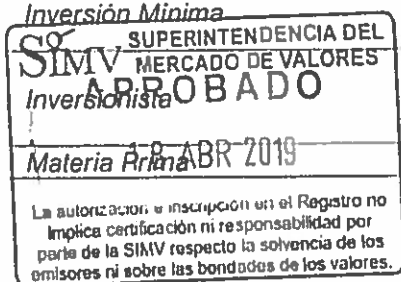 Inversión Mínima
SIMV SUPERINTENDENCIA DEL
MERCADO DE VALORES
Inversionista
APROBADO
Materia Prima
18 ABR 2019
La autorización e inscripción en el Registro no
implica certificación ni responsabilidad por
parte de la SIMV respecto la solvencia de los
emisores ni sobre las bondades de los valores.